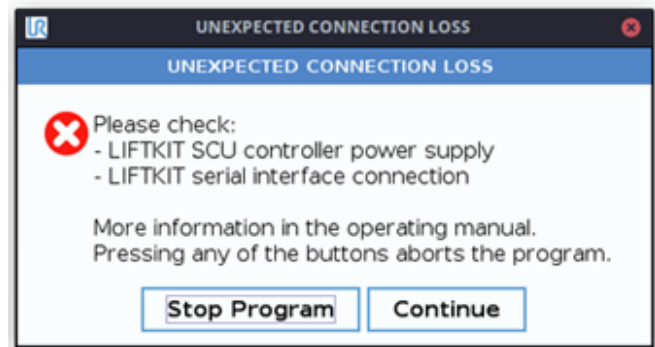 UR
UNEXPECTED CONNECTION LOSS
UNEXPECTED CONNECTION LOSS
Please check:
- LIFTKIT SCU controller power supply
- LIFTKIT serial interface connection
More information in the operating manual.
Pressing any of the buttons aborts the program.
Stop Program Continue